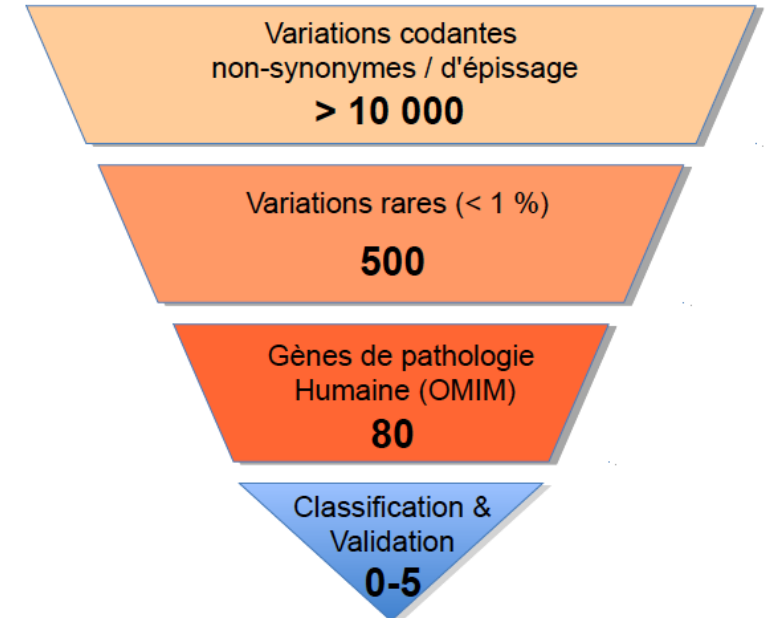 Variations codantes
non-synonymes / d'épissage
> 10 000
Variations rares (< 1 %)
500
Gènes de pathologie
Humaine (OMIM)
80
Classification &
Validation
0-5